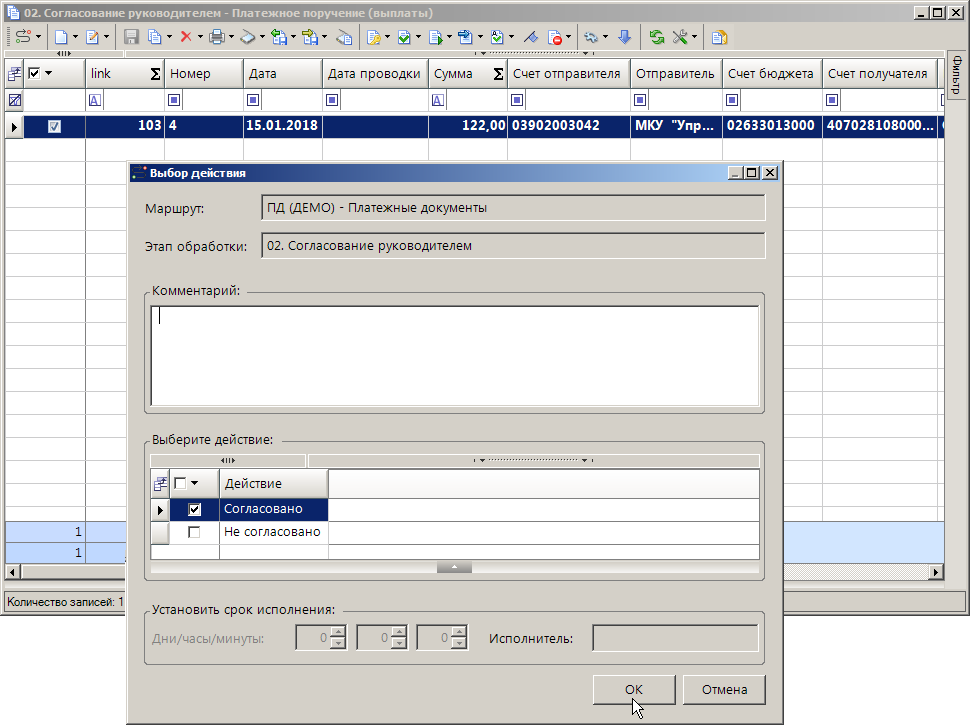 02. Согласование руководителем - Платежное поручение (выплаты)
link Σ Номер Дата Дата проводки Сумма Σ Счет отправителя Отправитель Счет бюджета Счет получателя
Фильтр
103 4 15.01.2018 122,00 03902003042 МКУ "Упр... 02633013000 407028108000...
Выбор действия
Маршрут: ПД (ДЕМО) - Платежные документы
Этап обработки: 02. Согласование руководителем
Комментарий:
Выберите действие:
Действие
Согласовано
Не согласовано
1
1
Количество записей: 1
Установить срок исполнения:
Дни/часы/минуты: 0 0 0 Исполнитель:
OK Отмена